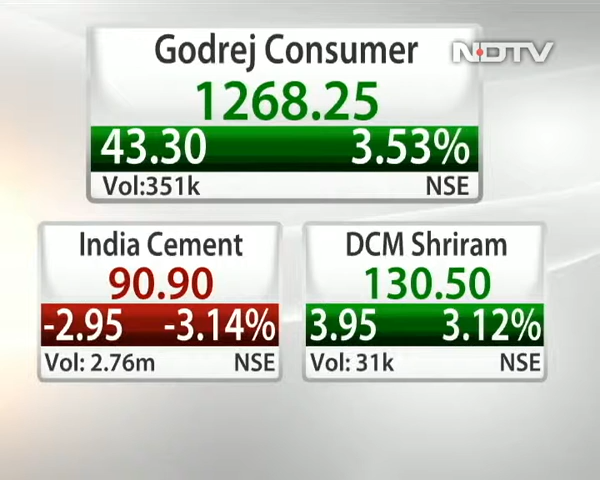 NDTV
Godrej Consumer
1268.25
43.30 3.53%
Vol:351k NSE
India Cement
90.90
-2.95 -3.14%
Vol: 2.76m NSE
DCM Shriram
130.50
3.95 3.12%
Vol: 31k NSE